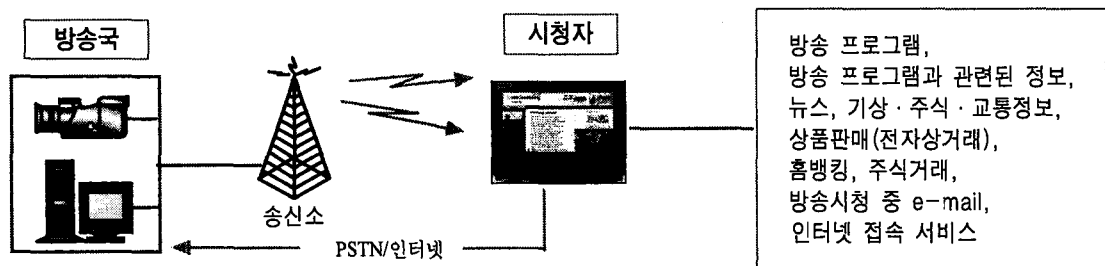 방송국
시청자
송신소
PSTN/인터넷
방송 프로그램,
방송 프로그램과 관련된 정보,
뉴스, 기상 · 주식 · 교통정보,
상품판매(전자상거래),
홈뱅킹, 주식거래,
방송시청 중 e-mail,
인터넷 접속 서비스